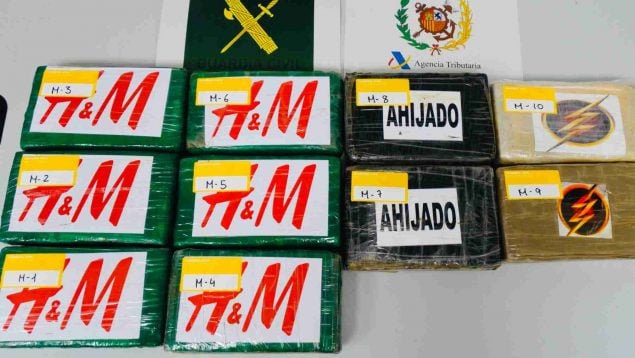 GUARDIA CIVIL
Agencia Tributaria
M-3
H&M
M-6
H&M
M-8
AHIJADO
M-10
M-2
H&M
M-5
H&M
M-7
AHIJADO
M-9
M-1
H&M
M-4
H&M